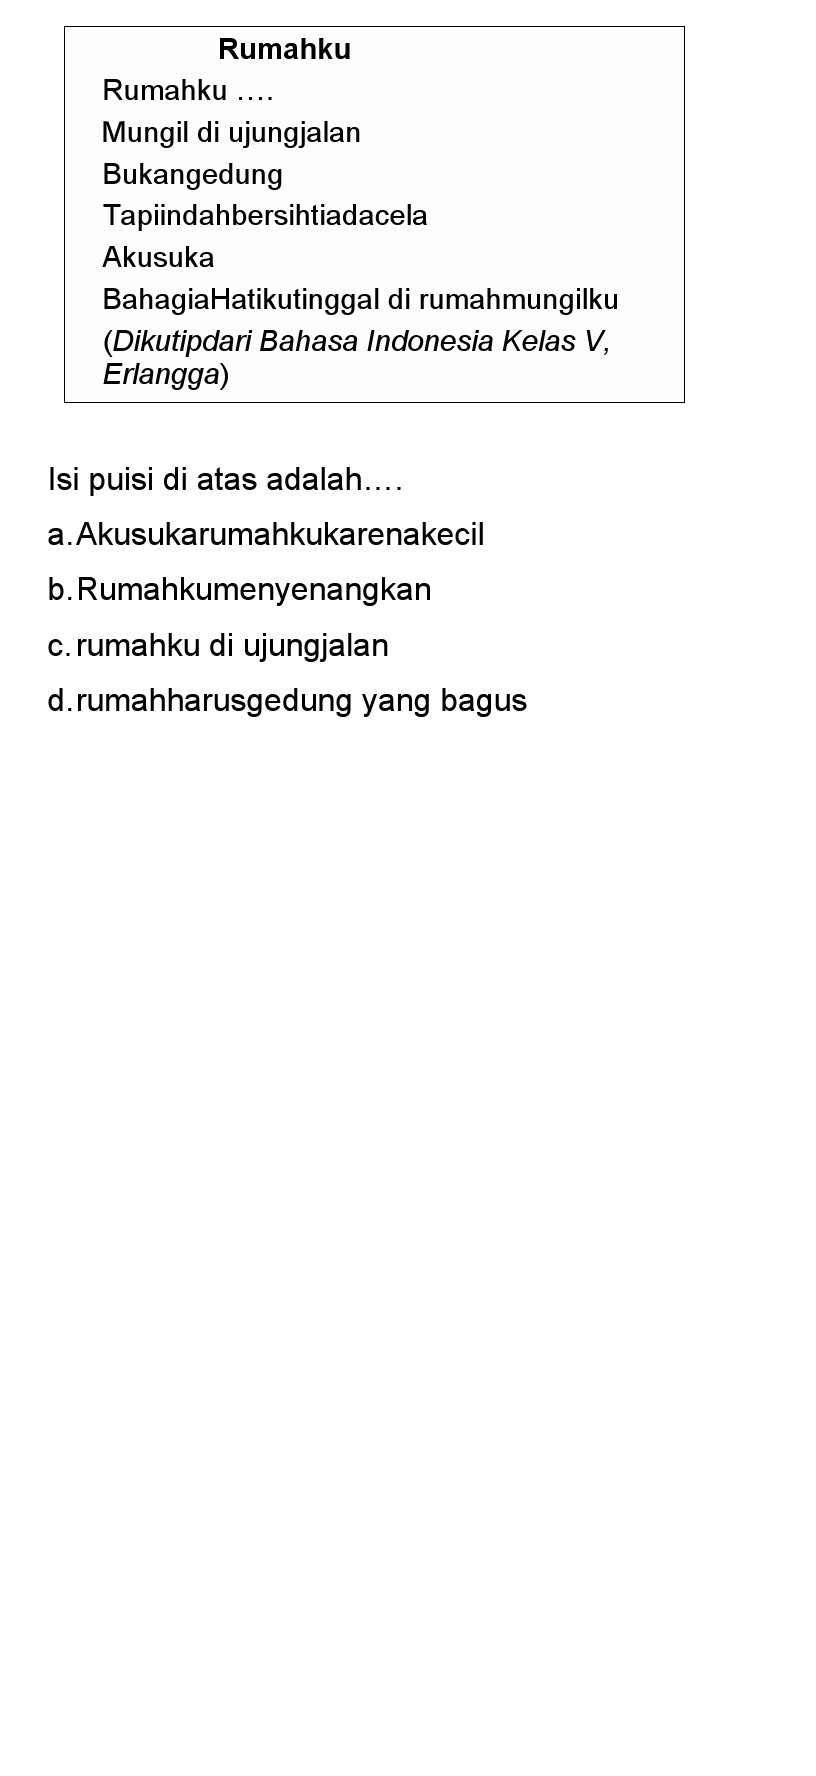 Rumahku
Rumahku ....
Mungil di ujungjalan
Bukangedung
Tapiindahbersihtiadacela
Akusuka
BahagiaHatikutinggal di rumahmungilku
(Dikutipdari Bahasa Indonesia Kelas V,
Erlangga)
Isi puisi di atas adalah....
a.Akusukarumahkukarenakecil
b.Rumahkumenyenangkan
c.rumahku di ujungjalan
d.rumahharusgedung yang bagus